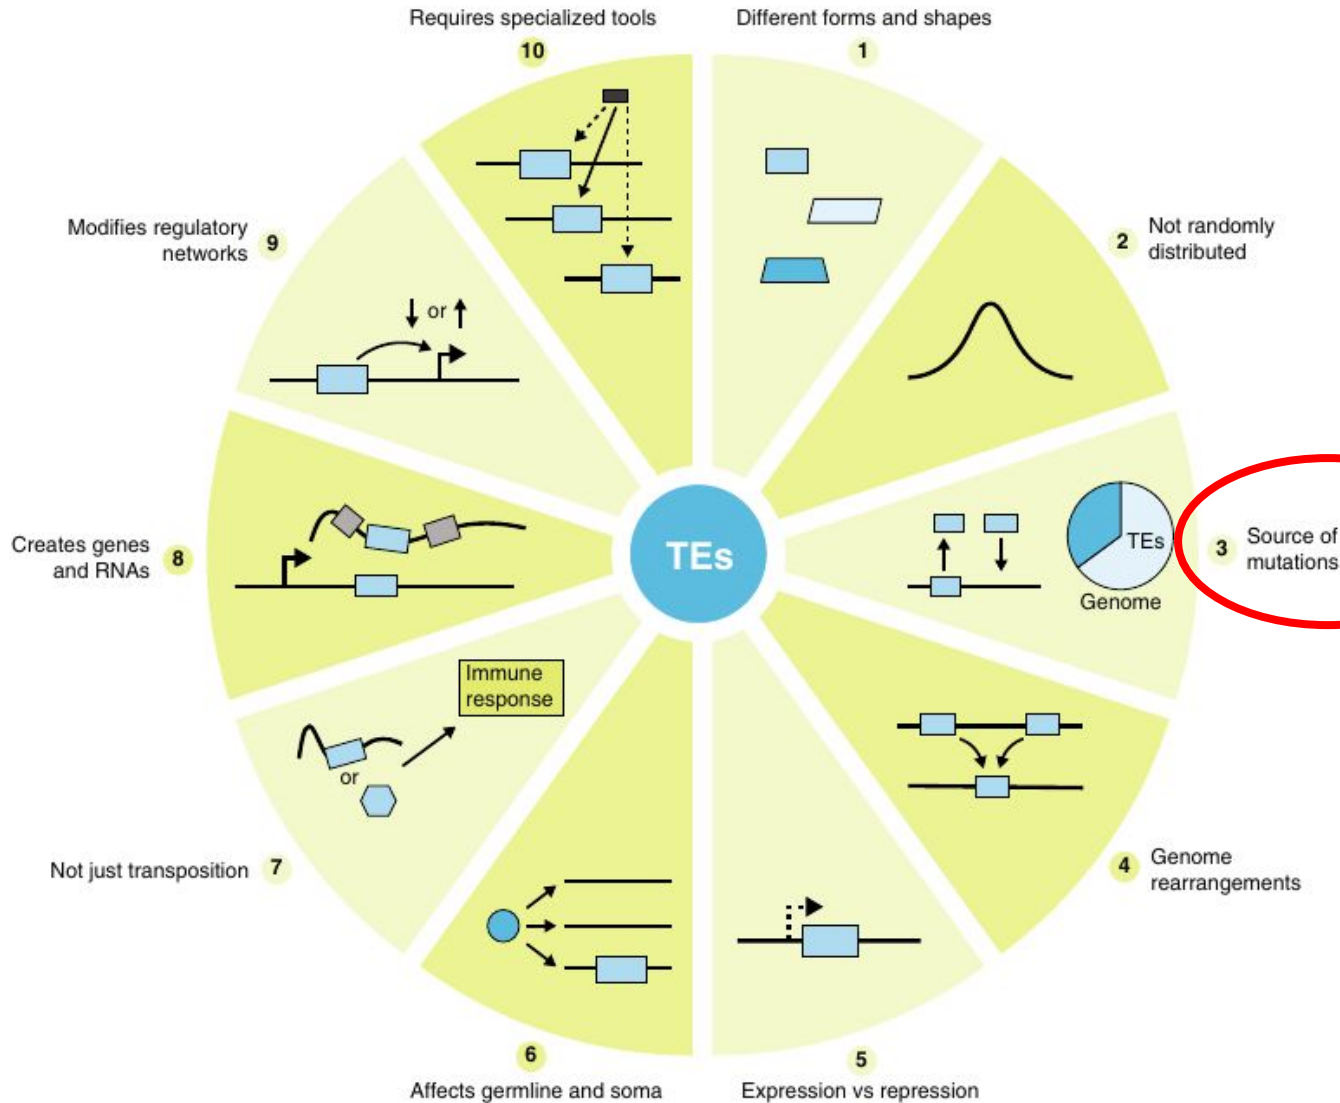 Requires specialized tools
10
Different forms and shapes
1
2
Not randomly
distributed
3
Source of
mutations
TEs
Genome
4
Genome
rearrangements
5
Expression vs repression
6
Affects germline and soma
7
Not just transposition
Immune
response
or
8
Creates genes
and RNAs
9
Modifies regulatory
networks
or
TEs